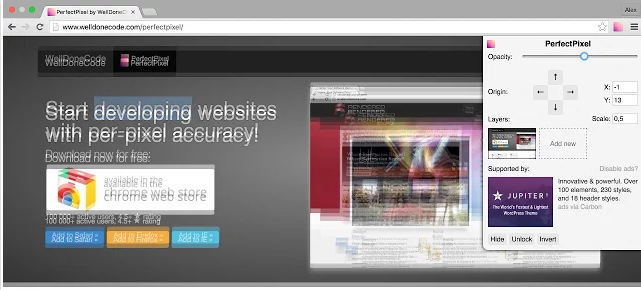 PerfectPixel by WellDoneC
Alex
www.welldonecode.com/perfectpixel/
WellDoneCode
PerfectPixel
Start developing websites
with per-pixel accuracy!
Download now for free:
available in the
chrome web store
100 000+ active users, 4.5+ ★ rating
Add to Safari
Add to Firefox
Add to IE
RENDERED
PerfectPixel
Opacity:
Origin:
X: -1
Y: 13
Layers:
Scale: 0,5
Add new
Supported by:
Disable ads?
JUPITER
The World's Fastest & Lightest
WordPress Theme
Innovative & powerful. Over
100 elements, 230 styles,
and 18 header styles.
ads via Carbon
Hide Unlock Invert